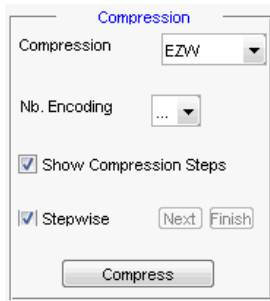 Compression
Compression EZW
Nb. Encoding ...
Show Compression Steps
Stepwise Next Finish
Compress